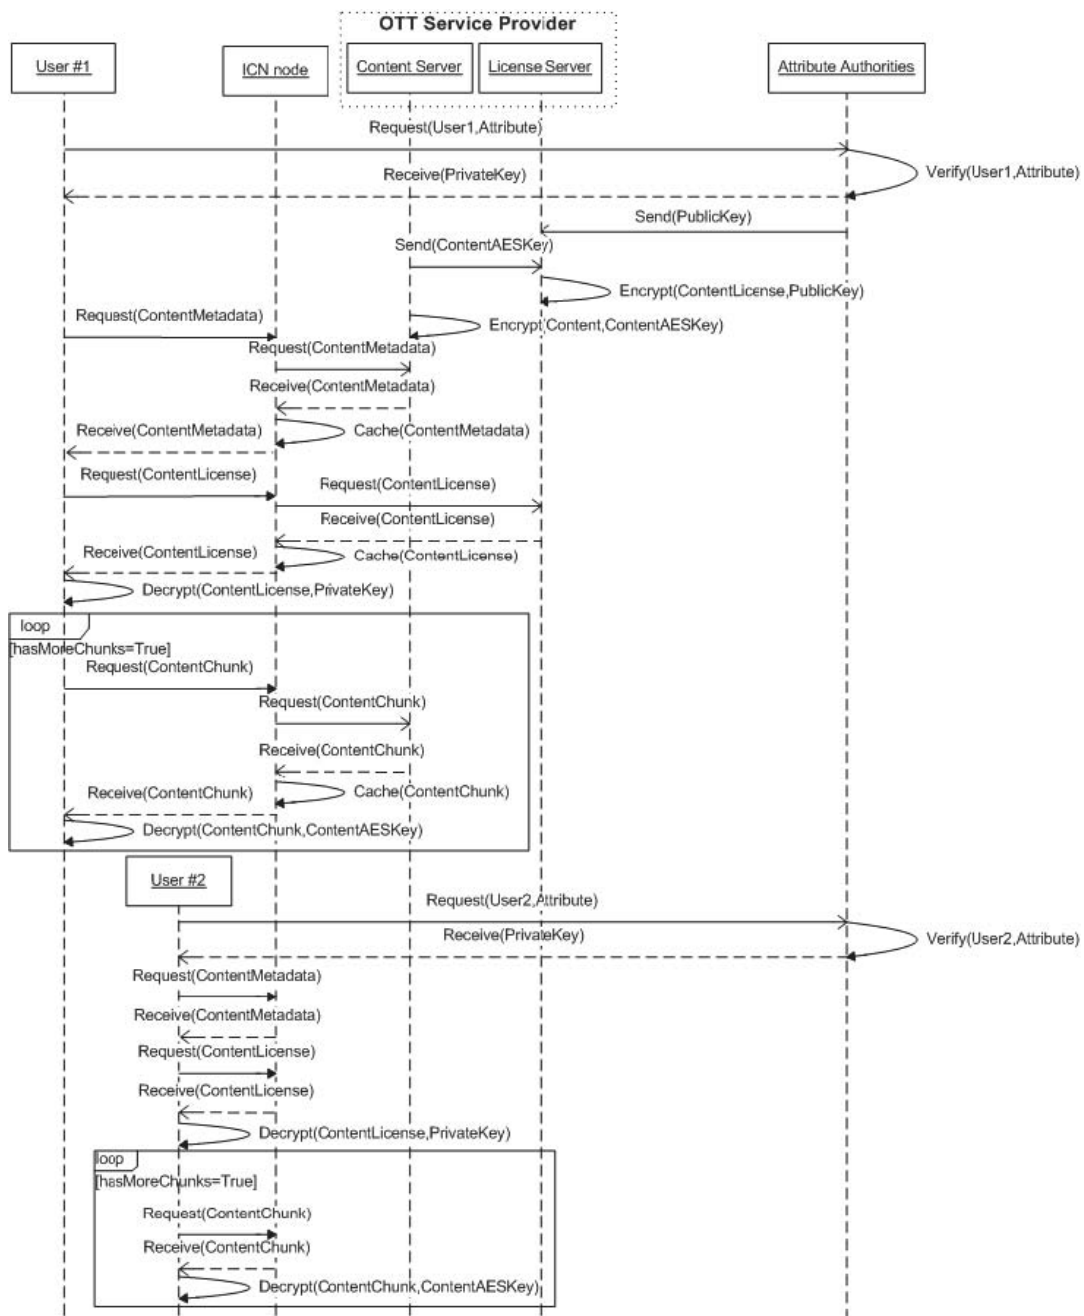 OTT Service Provider
User #1
ICN node
Content Server
License Server
Attribute Authorities
Request(User1,Attribute)
Verify(User1,Attribute)
Receive(PrivateKey)
Send(PublicKey)
Send(ContentAESKey)
Encrypt(ContentLicense,PublicKey)
Request(ContentMetadata)
Encrypt(Content,ContentAESKey)
Request(ContentMetadata)
Receive(ContentMetadata)
Receive(ContentMetadata)
Cache(ContentMetadata)
Request(ContentLicense)
Request(ContentLicense)
Receive(ContentLicense)
Receive(ContentLicense)
Cache(ContentLicense)
Decrypt(ContentLicense,PrivateKey)
loop
[hasMoreChunks=True]
Request(ContentChunk)
Request(ContentChunk)
Receive(ContentChunk)
Receive(ContentChunk)
Cache(ContentChunk)
Decrypt(ContentChunk,ContentAESKey)
User #2
Request(User2,Attribute)
Receive(PrivateKey)
Verify(User2,Attribute)
Request(ContentMetadata)
Receive(ContentMetadata)
Request(ContentLicense)
Receive(ContentLicense)
Decrypt(ContentLicense,PrivateKey)
loop
[hasMoreChunks=True]
Request(ContentChunk)
Receive(ContentChunk)
Decrypt(ContentChunk,ContentAESKey)